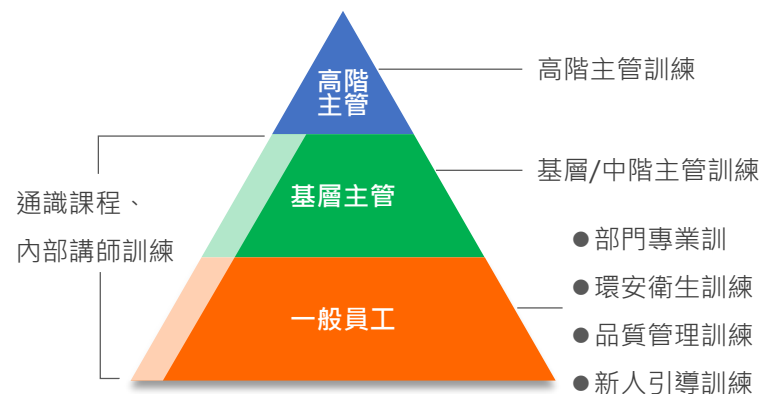 高階
主管
高階主管訓練
基層主管
基層/中階主管訓練
通識課程、
內部講師訓練
一般員工
●部門專業訓
●環安衛生訓練
●品質管理訓練
●新人引導訓練